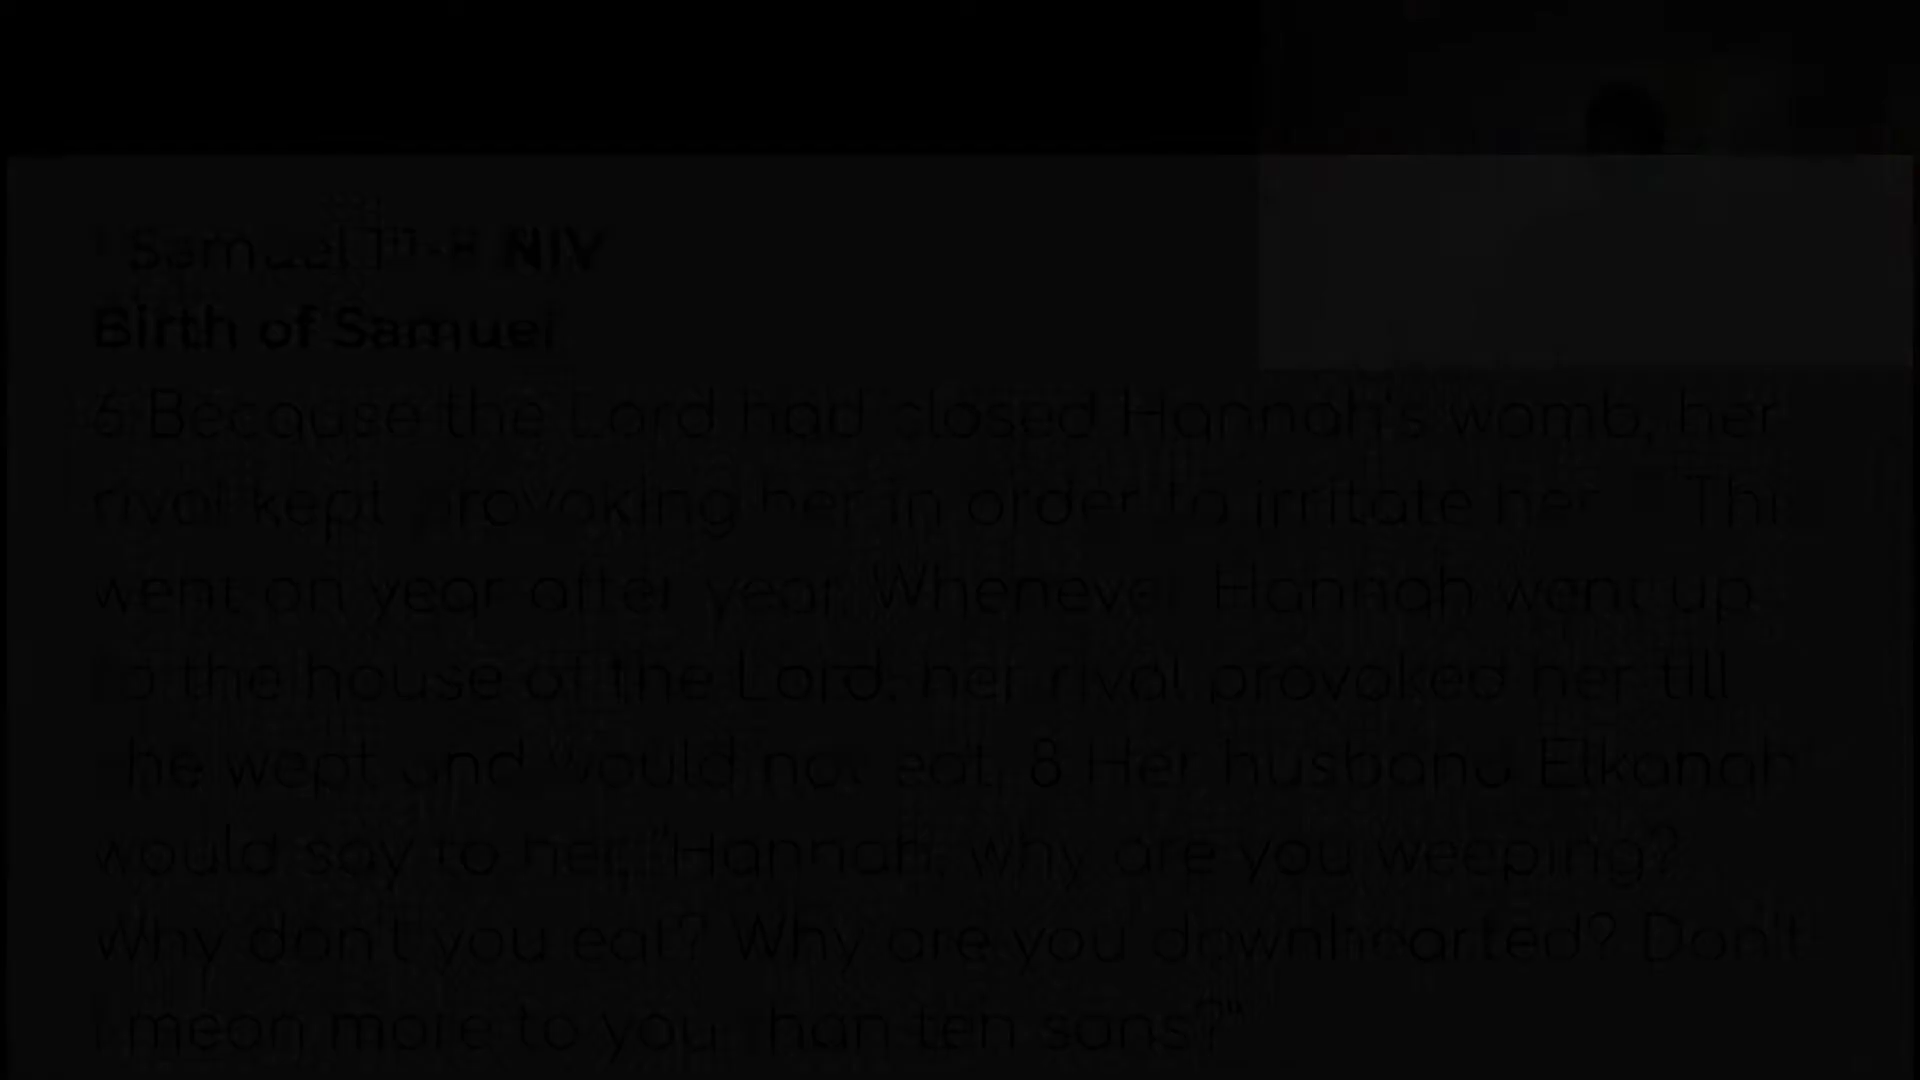 1 Samuel 1:1-8 NIV
Birth of Samuel
6 Because the Lord had closed Hannah's womb, her
rival kept provoking her in order to irritate her. 7 This
went on year after year. Whenever Hannah went up
to the house of the Lord, her rival provoked her till
she wept and would not eat. 8 Her husband Elkanah
would say to her, "Hannah, why are you weeping?
Why don't you eat? Why are you downhearted? Don't
I mean more to you than ten sons?"